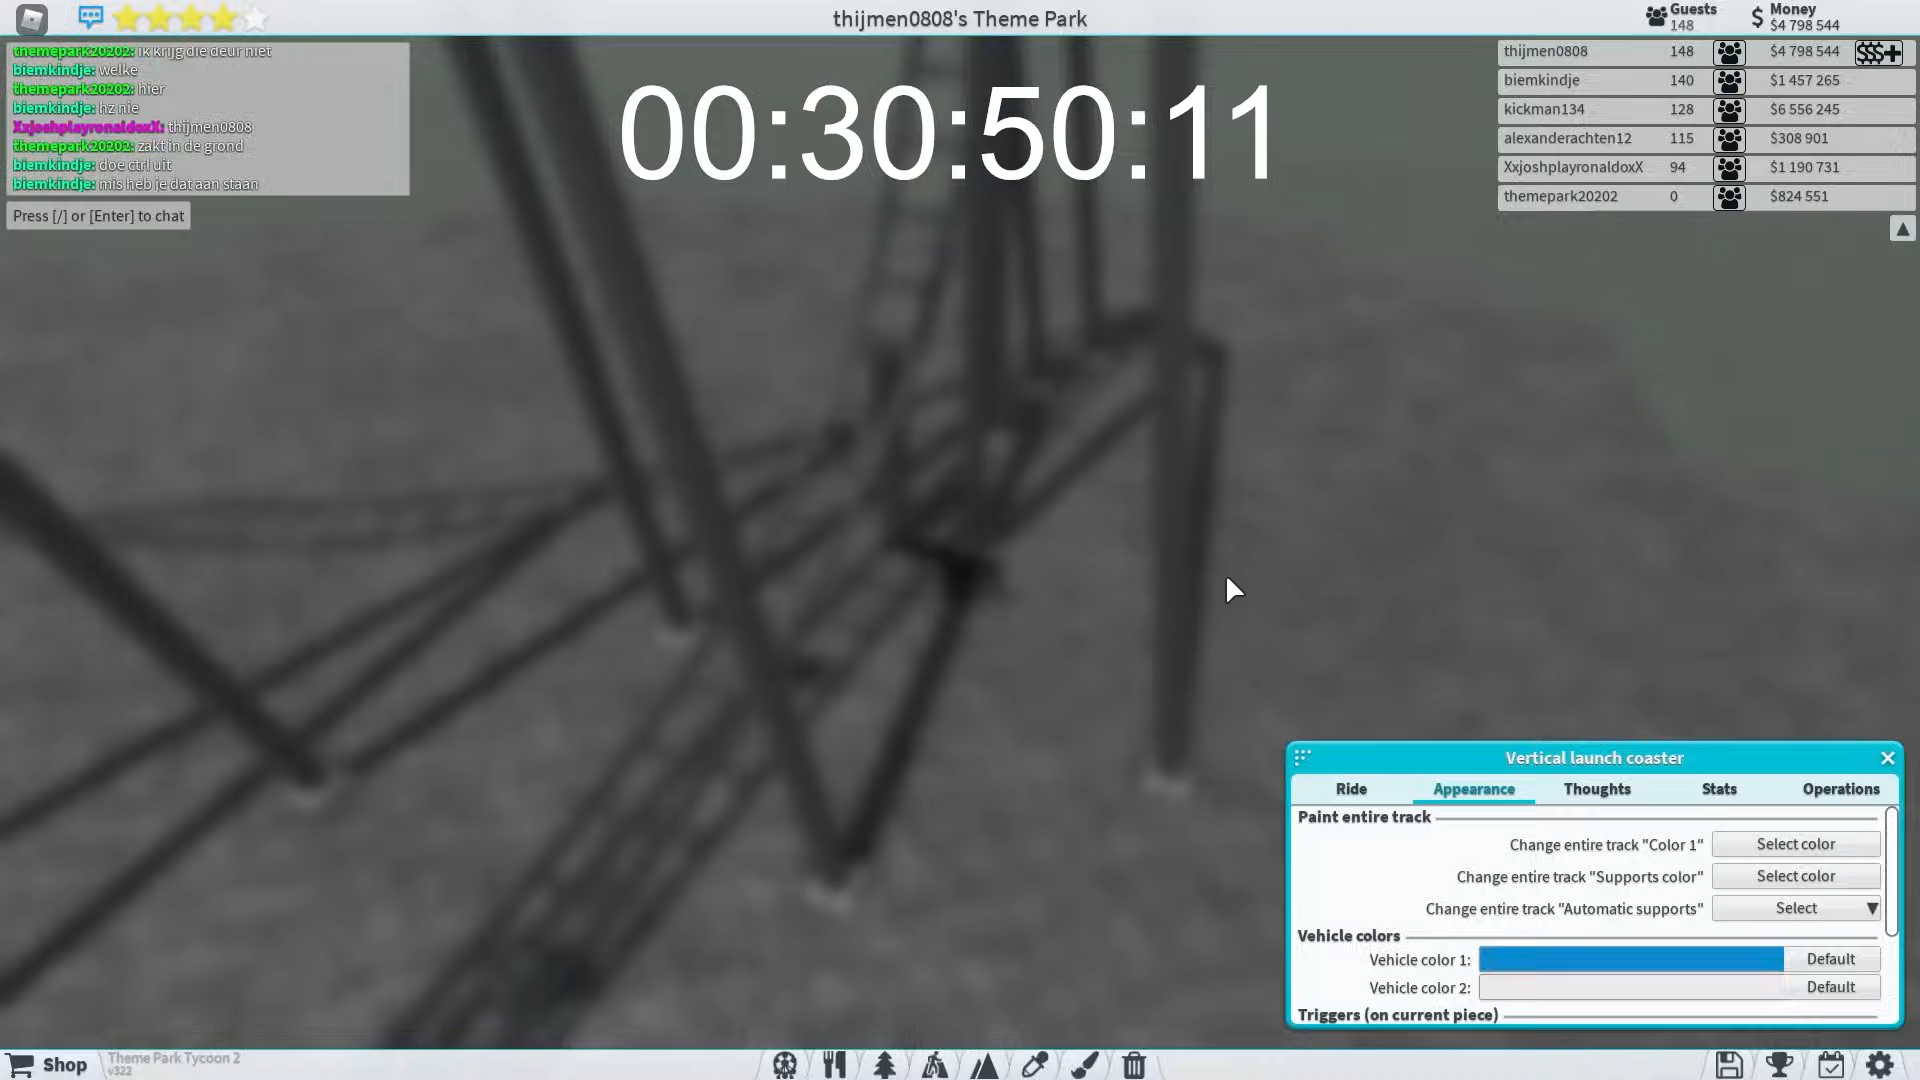 thijmen0808's Theme Park
Guests
148
Money
$4 798 544
themepark20202: ik krijg die deur niet
biemkindje: welke
themepark20202: hier
biemkindje: hz nie
XxjoshplayronaldoxX: thijmen0808
themepark20202: zakt in de grond
biemkindje: doe ctrl uit
biemkindje: mis heb je dat aan staan
Press [/] or [Enter] to chat
00:30:50:11
thijmen0808 148 $4 798 544 $$$+
biemkindje 140 $1 457 265
kickman134 128 $6 556 245
alexanderachten12 115 $308 901
XxjoshplayronaldoxX 94 $1 190 731
themepark20202 0 $824 551
Vertical launch coaster
Ride Appearance Thoughts Stats Operations
Paint entire track
Change entire track "Color 1" Select color
Change entire track "Supports color" Select color
Change entire track "Automatic supports" Select
Vehicle colors
Vehicle color 1: Default
Vehicle color 2: Default
Triggers (on current piece)
Shop
Theme Park Tycoon 2
v322